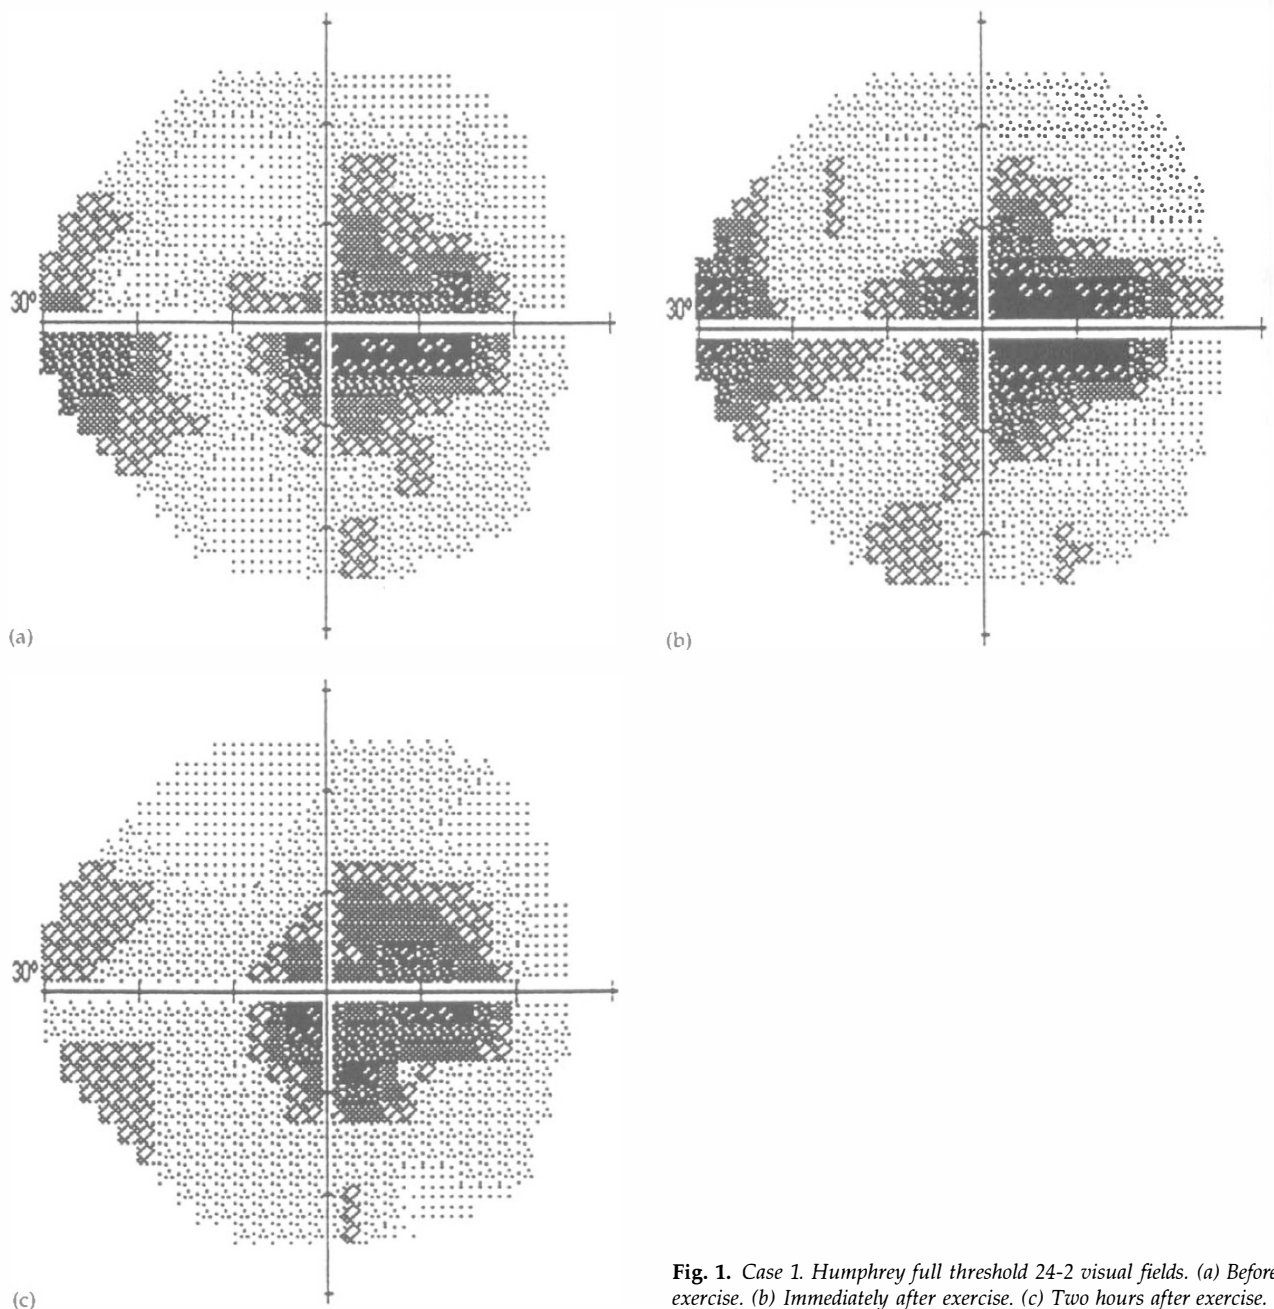 30°
30°
(a)
(b)
30°
(c)
Fig. 1. Case 1. Humphrey full threshold 24-2 visual fields. (a) Before
exercise. (b) Immediately after exercise. (c) Two hours after exercise.